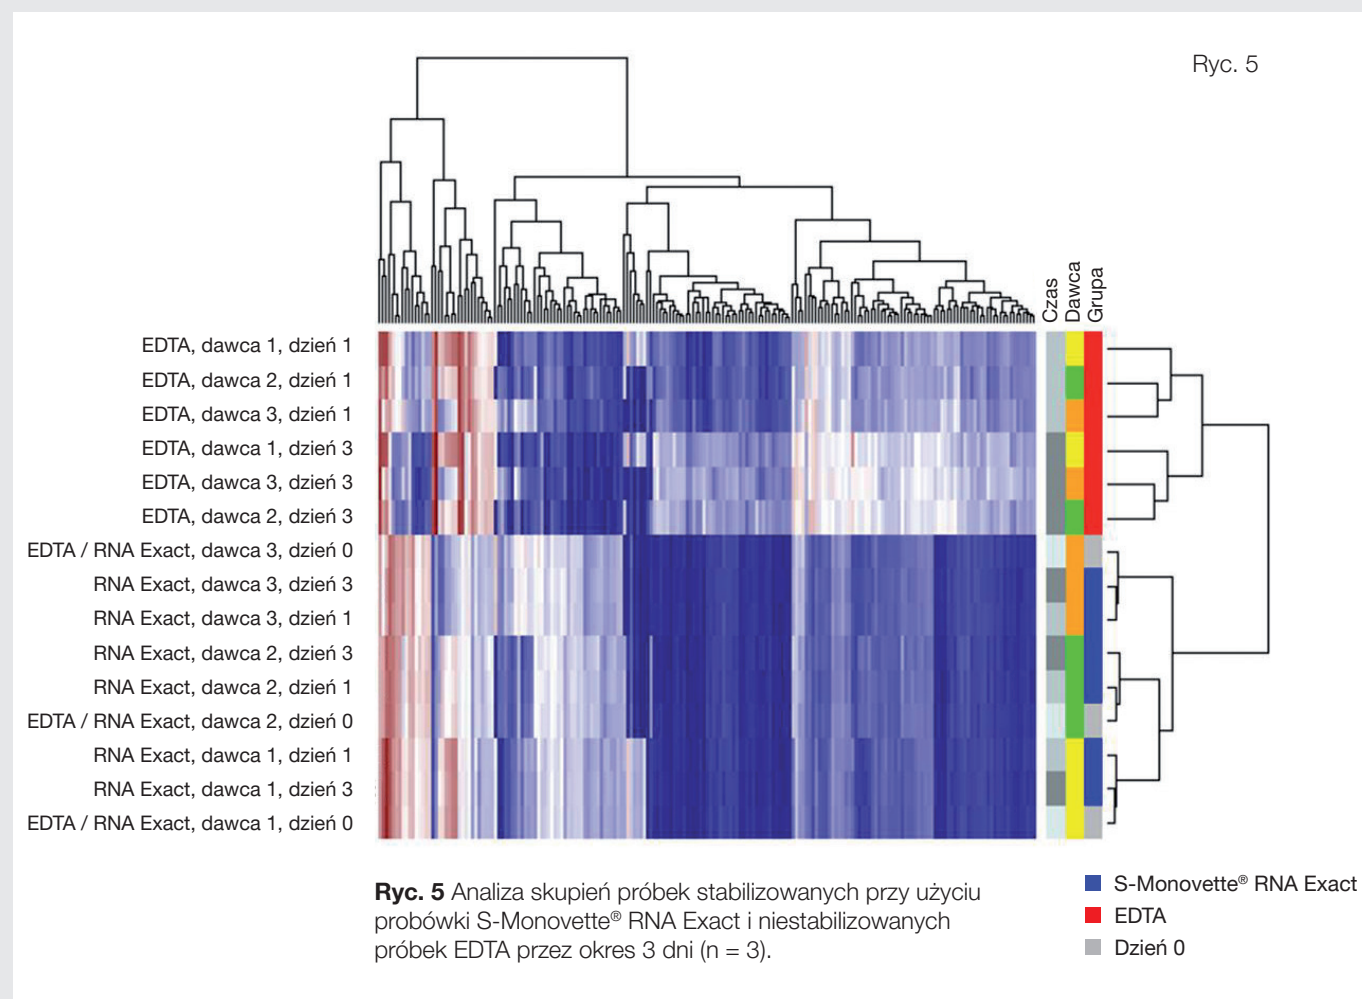 Ryc. 5
Czas
Dawca
Grupa
EDTA, dawca 1, dzień 1
EDTA, dawca 2, dzień 1
EDTA, dawca 3, dzień 1
EDTA, dawca 1, dzień 3
EDTA, dawca 3, dzień 3
EDTA, dawca 2, dzień 3
EDTA / RNA Exact, dawca 3, dzień 0
RNA Exact, dawca 3, dzień 3
RNA Exact, dawca 3, dzień 1
RNA Exact, dawca 2, dzień 3
RNA Exact, dawca 2, dzień 1
EDTA / RNA Exact, dawca 2, dzień 0
RNA Exact, dawca 1, dzień 1
RNA Exact, dawca 1, dzień 3
EDTA / RNA Exact, dawca 1, dzień 0
Ryc. 5 Analiza skupień próbek stabilizowanych przy użyciu
probówki S-Monovette® RNA Exact i niestabilizowanych
próbek EDTA przez okres 3 dni (n = 3).
S-Monovette® RNA Exact
EDTA
Dzień 0